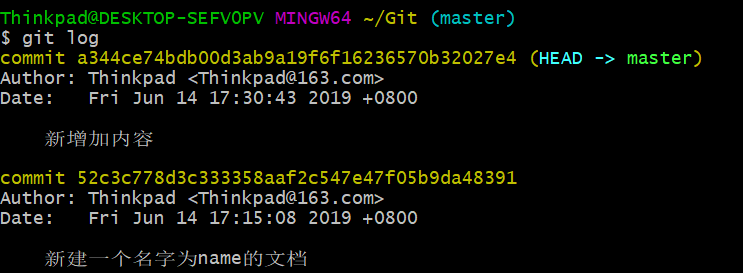 Thinkpad@DESKTOP-SEFV0PV MINGW64 ~/Git (master)
$ git log
commit a344ce74bdb00d3ab9a19f6f16236570b32027e4 (HEAD -> master)
Author: Thinkpad <Thinkpad@163.com>
Date:   Fri Jun 14 17:30:43 2019 +0800
新增加内容
commit 52c3c778d3c333358aaf2c547e47f05b9da48391
Author: Thinkpad <Thinkpad@163.com>
Date:   Fri Jun 14 17:15:08 2019 +0800
新建一个名字为name的文档